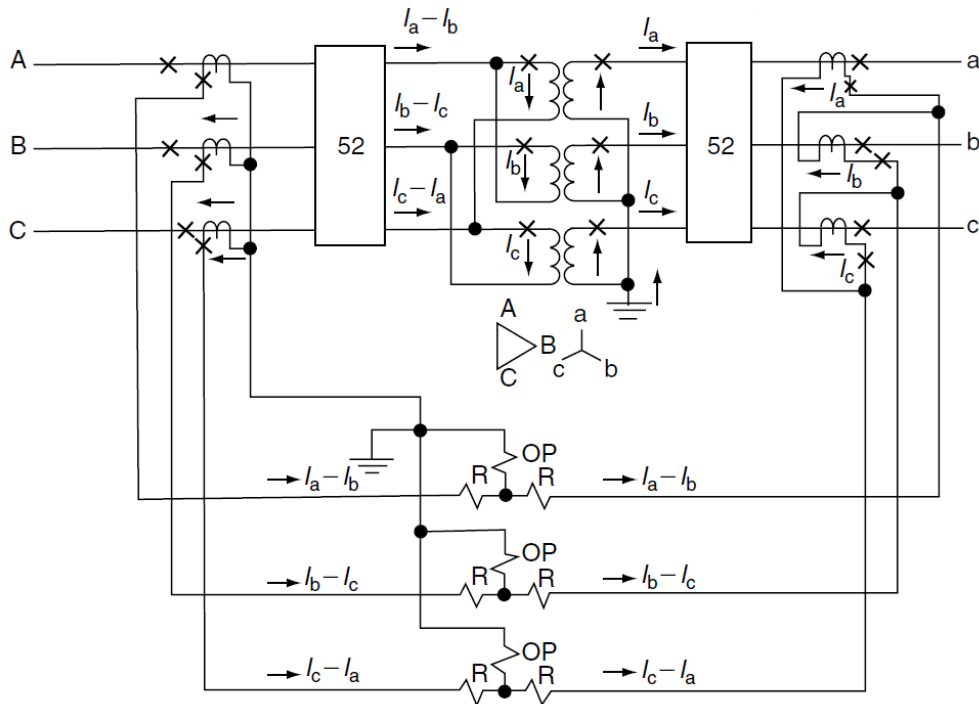 I_a – I_b
I_a
A
I_a
I_a
a
I_b – I_c
I_b
B
52
I_b
52
I_b
b
I_c – I_a
I_c
C
I_c
I_c
c
A
a
B
c
b
C
OP
I_a – I_b
R
R
I_a – I_b
OP
I_b – I_c
R
R
I_b – I_c
OP
I_c – I_a
R
R
I_c – I_a